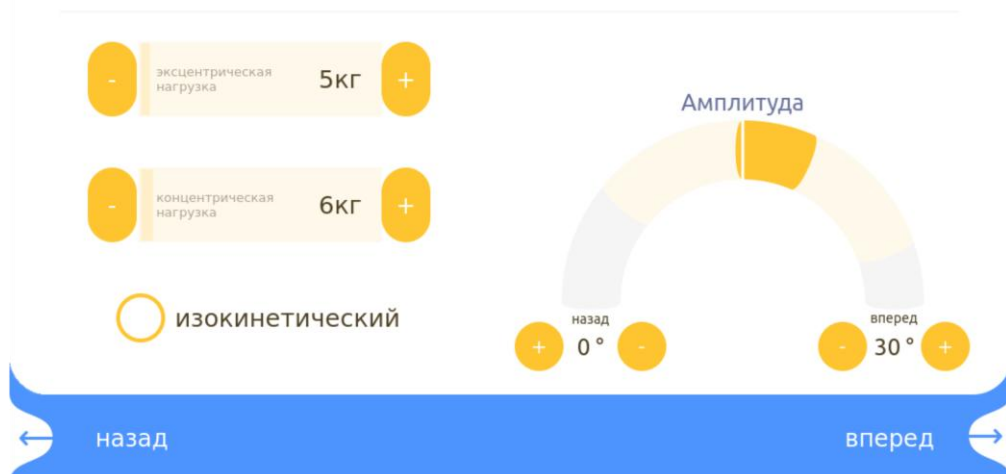 - эксцентрическая нагрузка 5кг +
- концентрическая нагрузка 6кг +
изокинетический
Амплитуда
назад
+ 0 ° -
вперед
- 30 ° +
← назад
вперед →